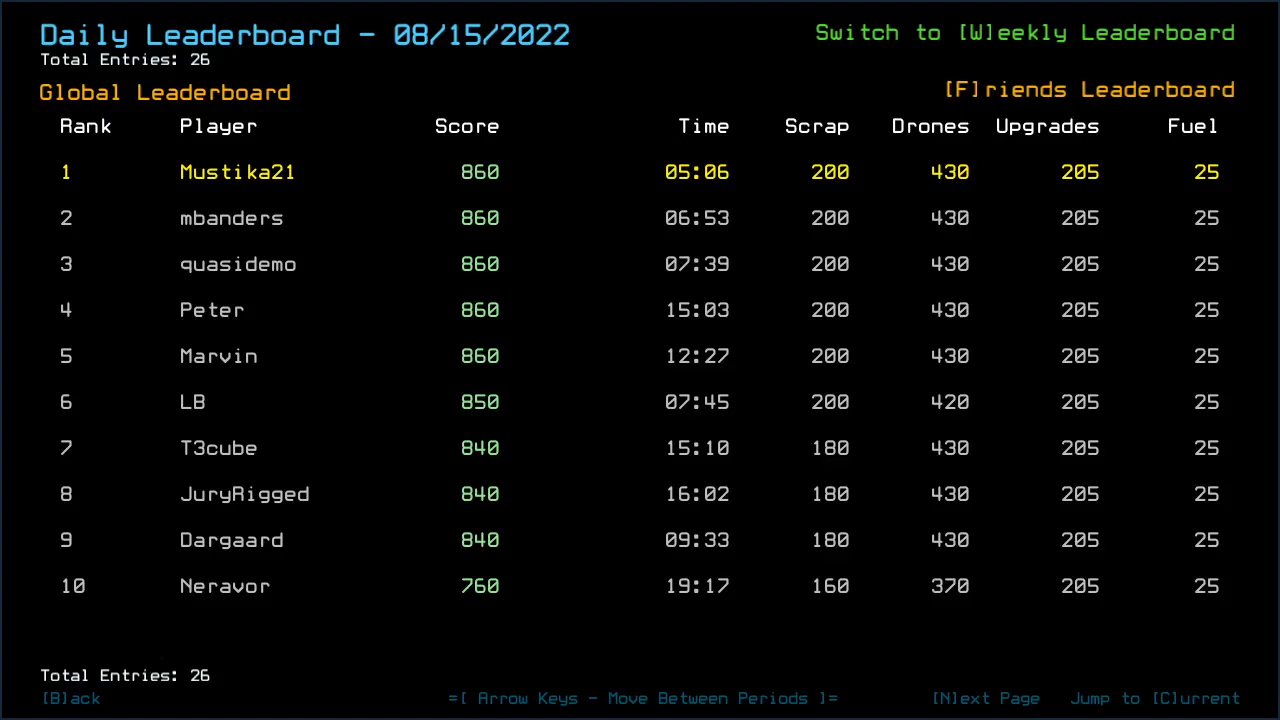 Daily Leaderboard - 08/15/2022 Switch to [W]eekly Leaderboard
Total Entries: 26
Global Leaderboard [F]riends Leaderboard
Rank Player Score Time Scrap Drones Upgrades Fuel
1 Mustika21 860 05:06 200 430 205 25
2 mbanders 860 06:53 200 430 205 25
3 quasidemo 860 07:39 200 430 205 25
4 Peter 860 15:03 200 430 205 25
5 Marvin 860 12:27 200 430 205 25
6 LB 850 07:45 200 420 205 25
7 T3cube 840 15:10 180 430 205 25
8 JuryRigged 840 16:02 180 430 205 25
9 Dargaard 840 09:33 180 430 205 25
10 Neravor 760 19:17 160 370 205 25
Total Entries: 26
[B]ack =[ Arrow Keys - Move Between Periods ]= [N]ext Page Jump to [C]urrent